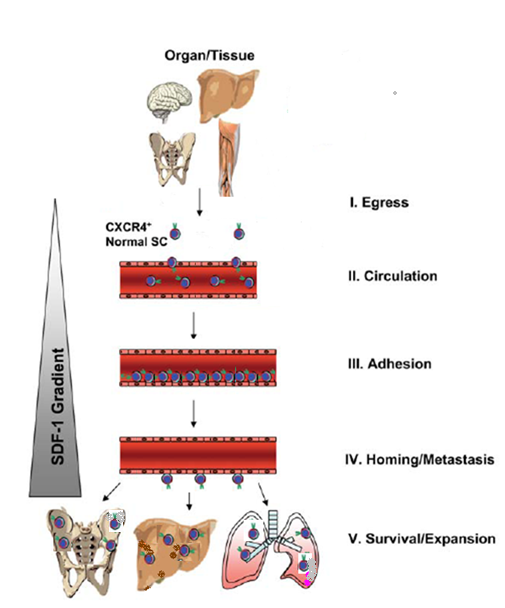 Organ/Tissue
I. Egress
CXCR4⁺
Normal SC
II. Circulation
III. Adhesion
SDF-1 Gradient
IV. Homing/Metastasis
V. Survival/Expansion